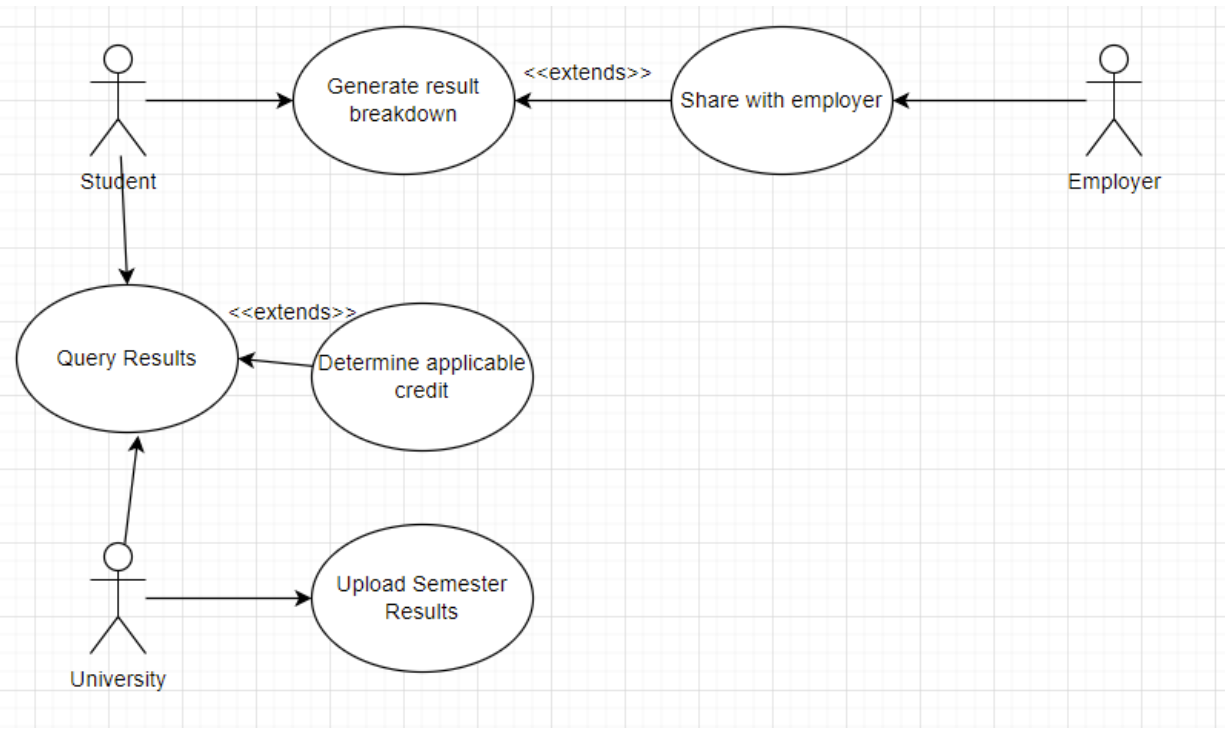 <<extends>>
Generate result
breakdown
Share with employer
Student
Employer
<<extends>>
Query Results
Determine applicable
credit
Upload Semester
Results
University